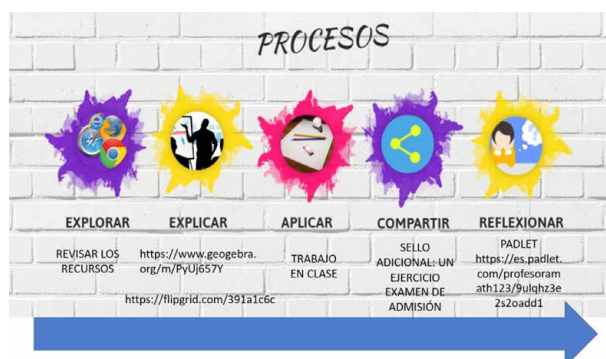 PROCESOS
EXPLORAR
EXPLICAR
APLICAR
COMPARTIR
REFLEXIONAR
REVISAR LOS
RECURSOS
https://www.geogebra.
org/m/PyUj657Y
https://flipgrid.com/391a1c6c
TRABAJO
EN CLASE
SELLO
ADICIONAL: UN
EJERCICIO
EXAMEN DE
ADMISIÓN
PADLET
https://es.padlet.
com/profesoram
ath123/9ulqhz3e
2s2oadd1